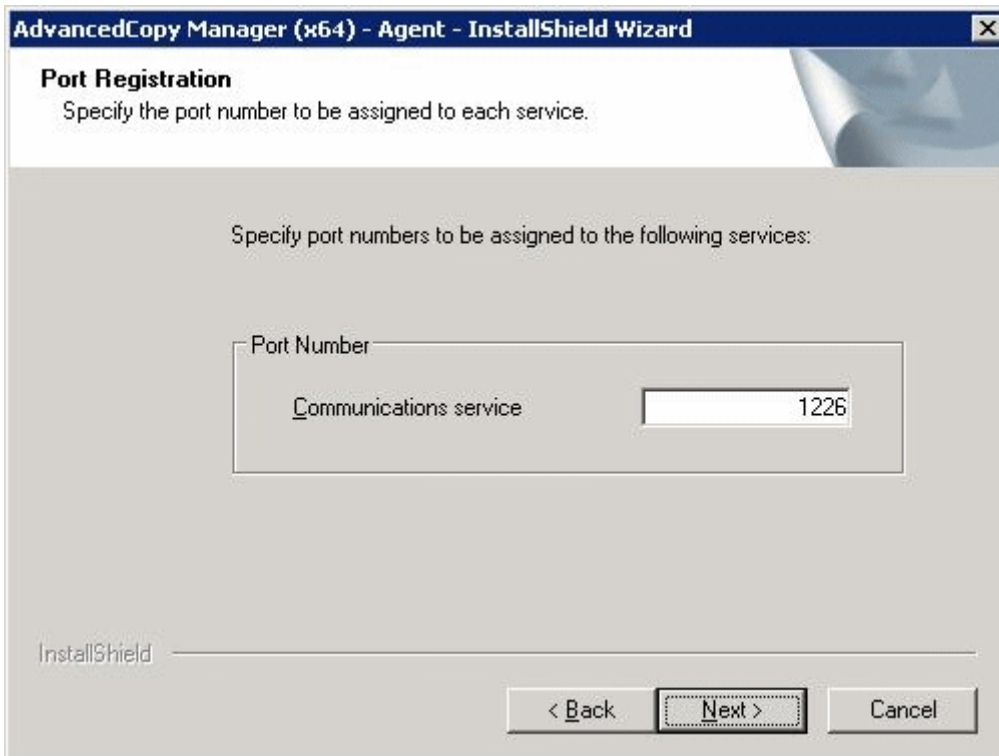 AdvancedCopy Manager (x64) - Agent - InstallShield Wizard
Port Registration
Specify the port number to be assigned to each service.
Specify port numbers to be assigned to the following services:
Port Number
Communications service 1226
InstallShield
< Back Next > Cancel